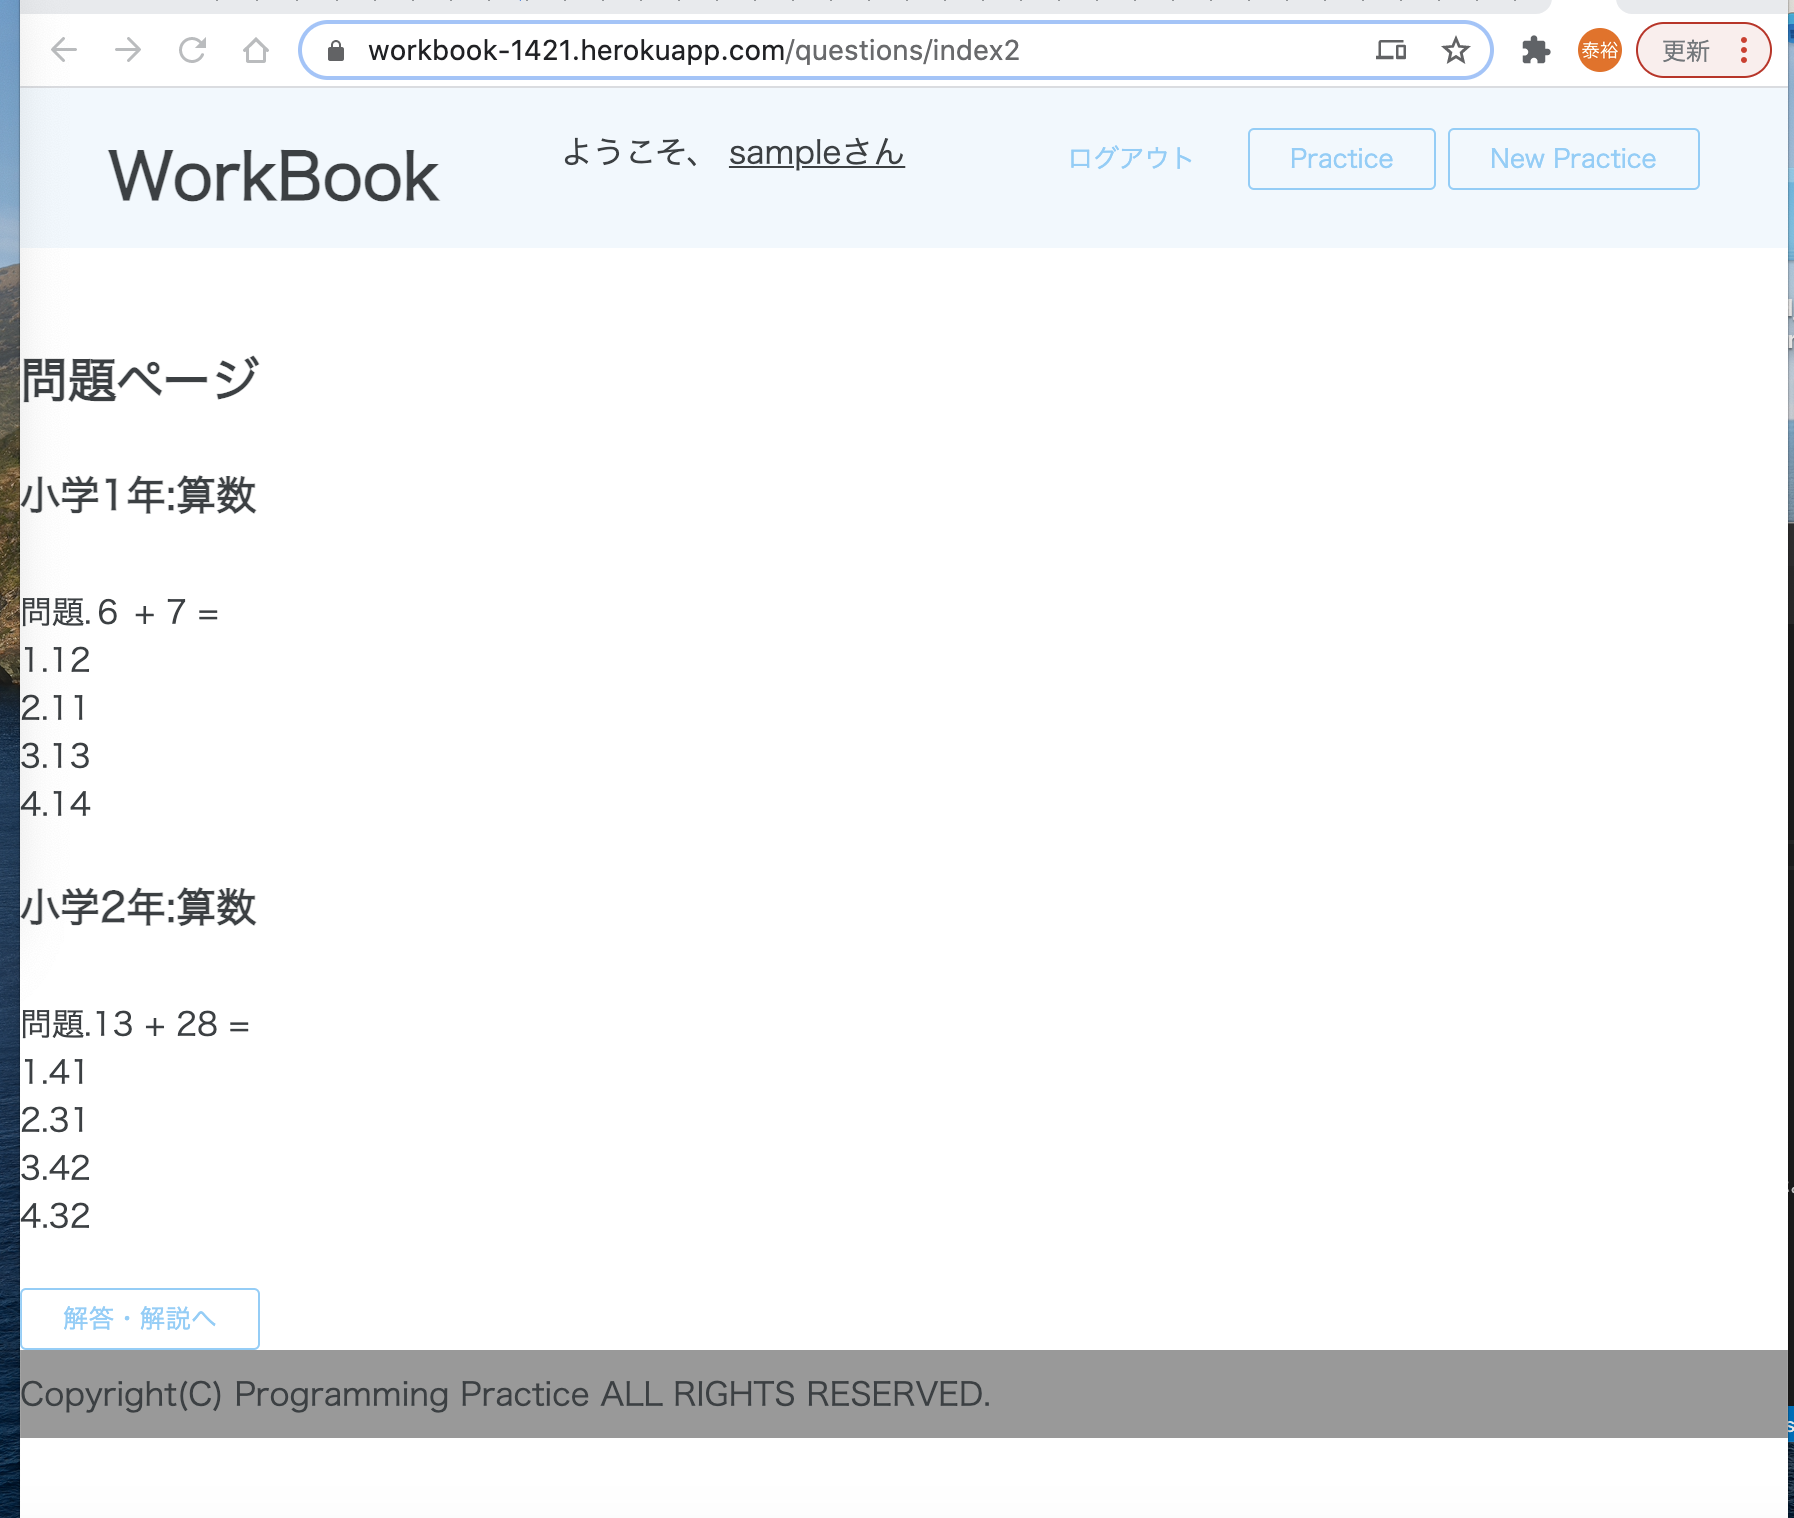 workbook-1421.herokuapp.com/questions/index2
泰裕
更新
WorkBook
ようこそ、 sampleさん
ログアウト
Practice
New Practice
問題ページ
小学1年:算数
問題.６ + 7 =
1.12
2.11
3.13
4.14
小学2年:算数
問題.13 + 28 =
1.41
2.31
3.42
4.32
解答・解説へ
Copyright(C) Programming Practice ALL RIGHTS RESERVED.